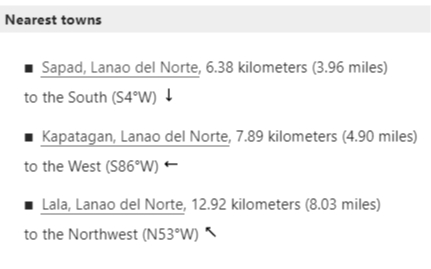 Nearest towns
▪ Sapad, Lanao del Norte, 6.38 kilometers (3.96 miles)
to the South (S4°W) ↓
▪ Kapatagan, Lanao del Norte, 7.89 kilometers (4.90 miles)
to the West (S86°W) ←
▪ Lala, Lanao del Norte, 12.92 kilometers (8.03 miles)
to the Northwest (N53°W) ↖